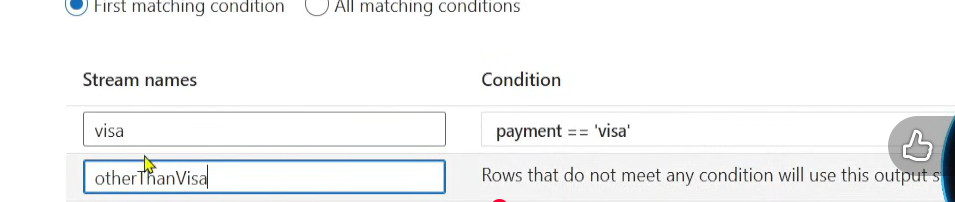 First matching condition All matching conditions
Stream names Condition
visa payment == 'visa'
otherThanVisa Rows that do not meet any condition will use this output s